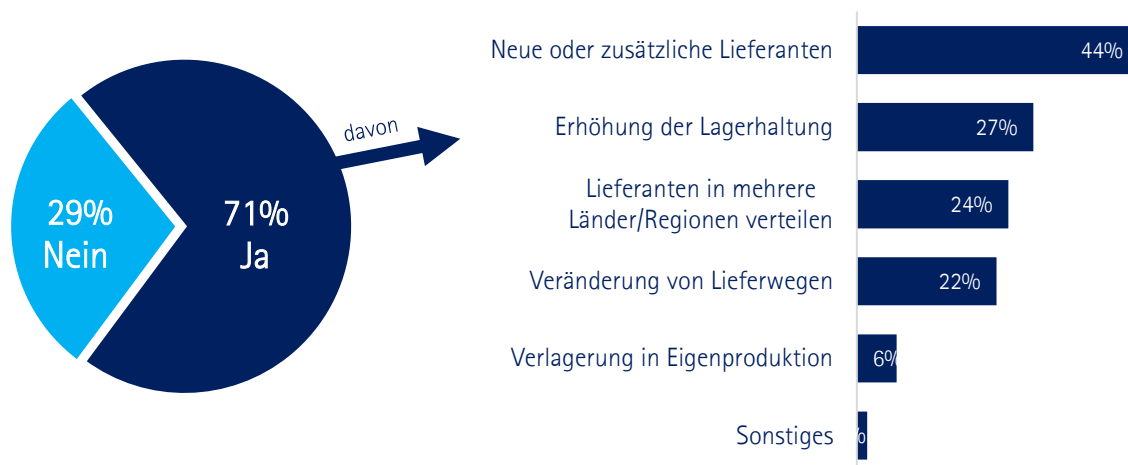 29%
Nein
71%
Ja
davon
Neue oder zusätzliche Lieferanten
44%
Erhöhung der Lagerhaltung
27%
Lieferanten in mehrere
Länder/Regionen verteilen
24%
Veränderung von Lieferwegen
22%
Verlagerung in Eigenproduktion
6%
Sonstiges